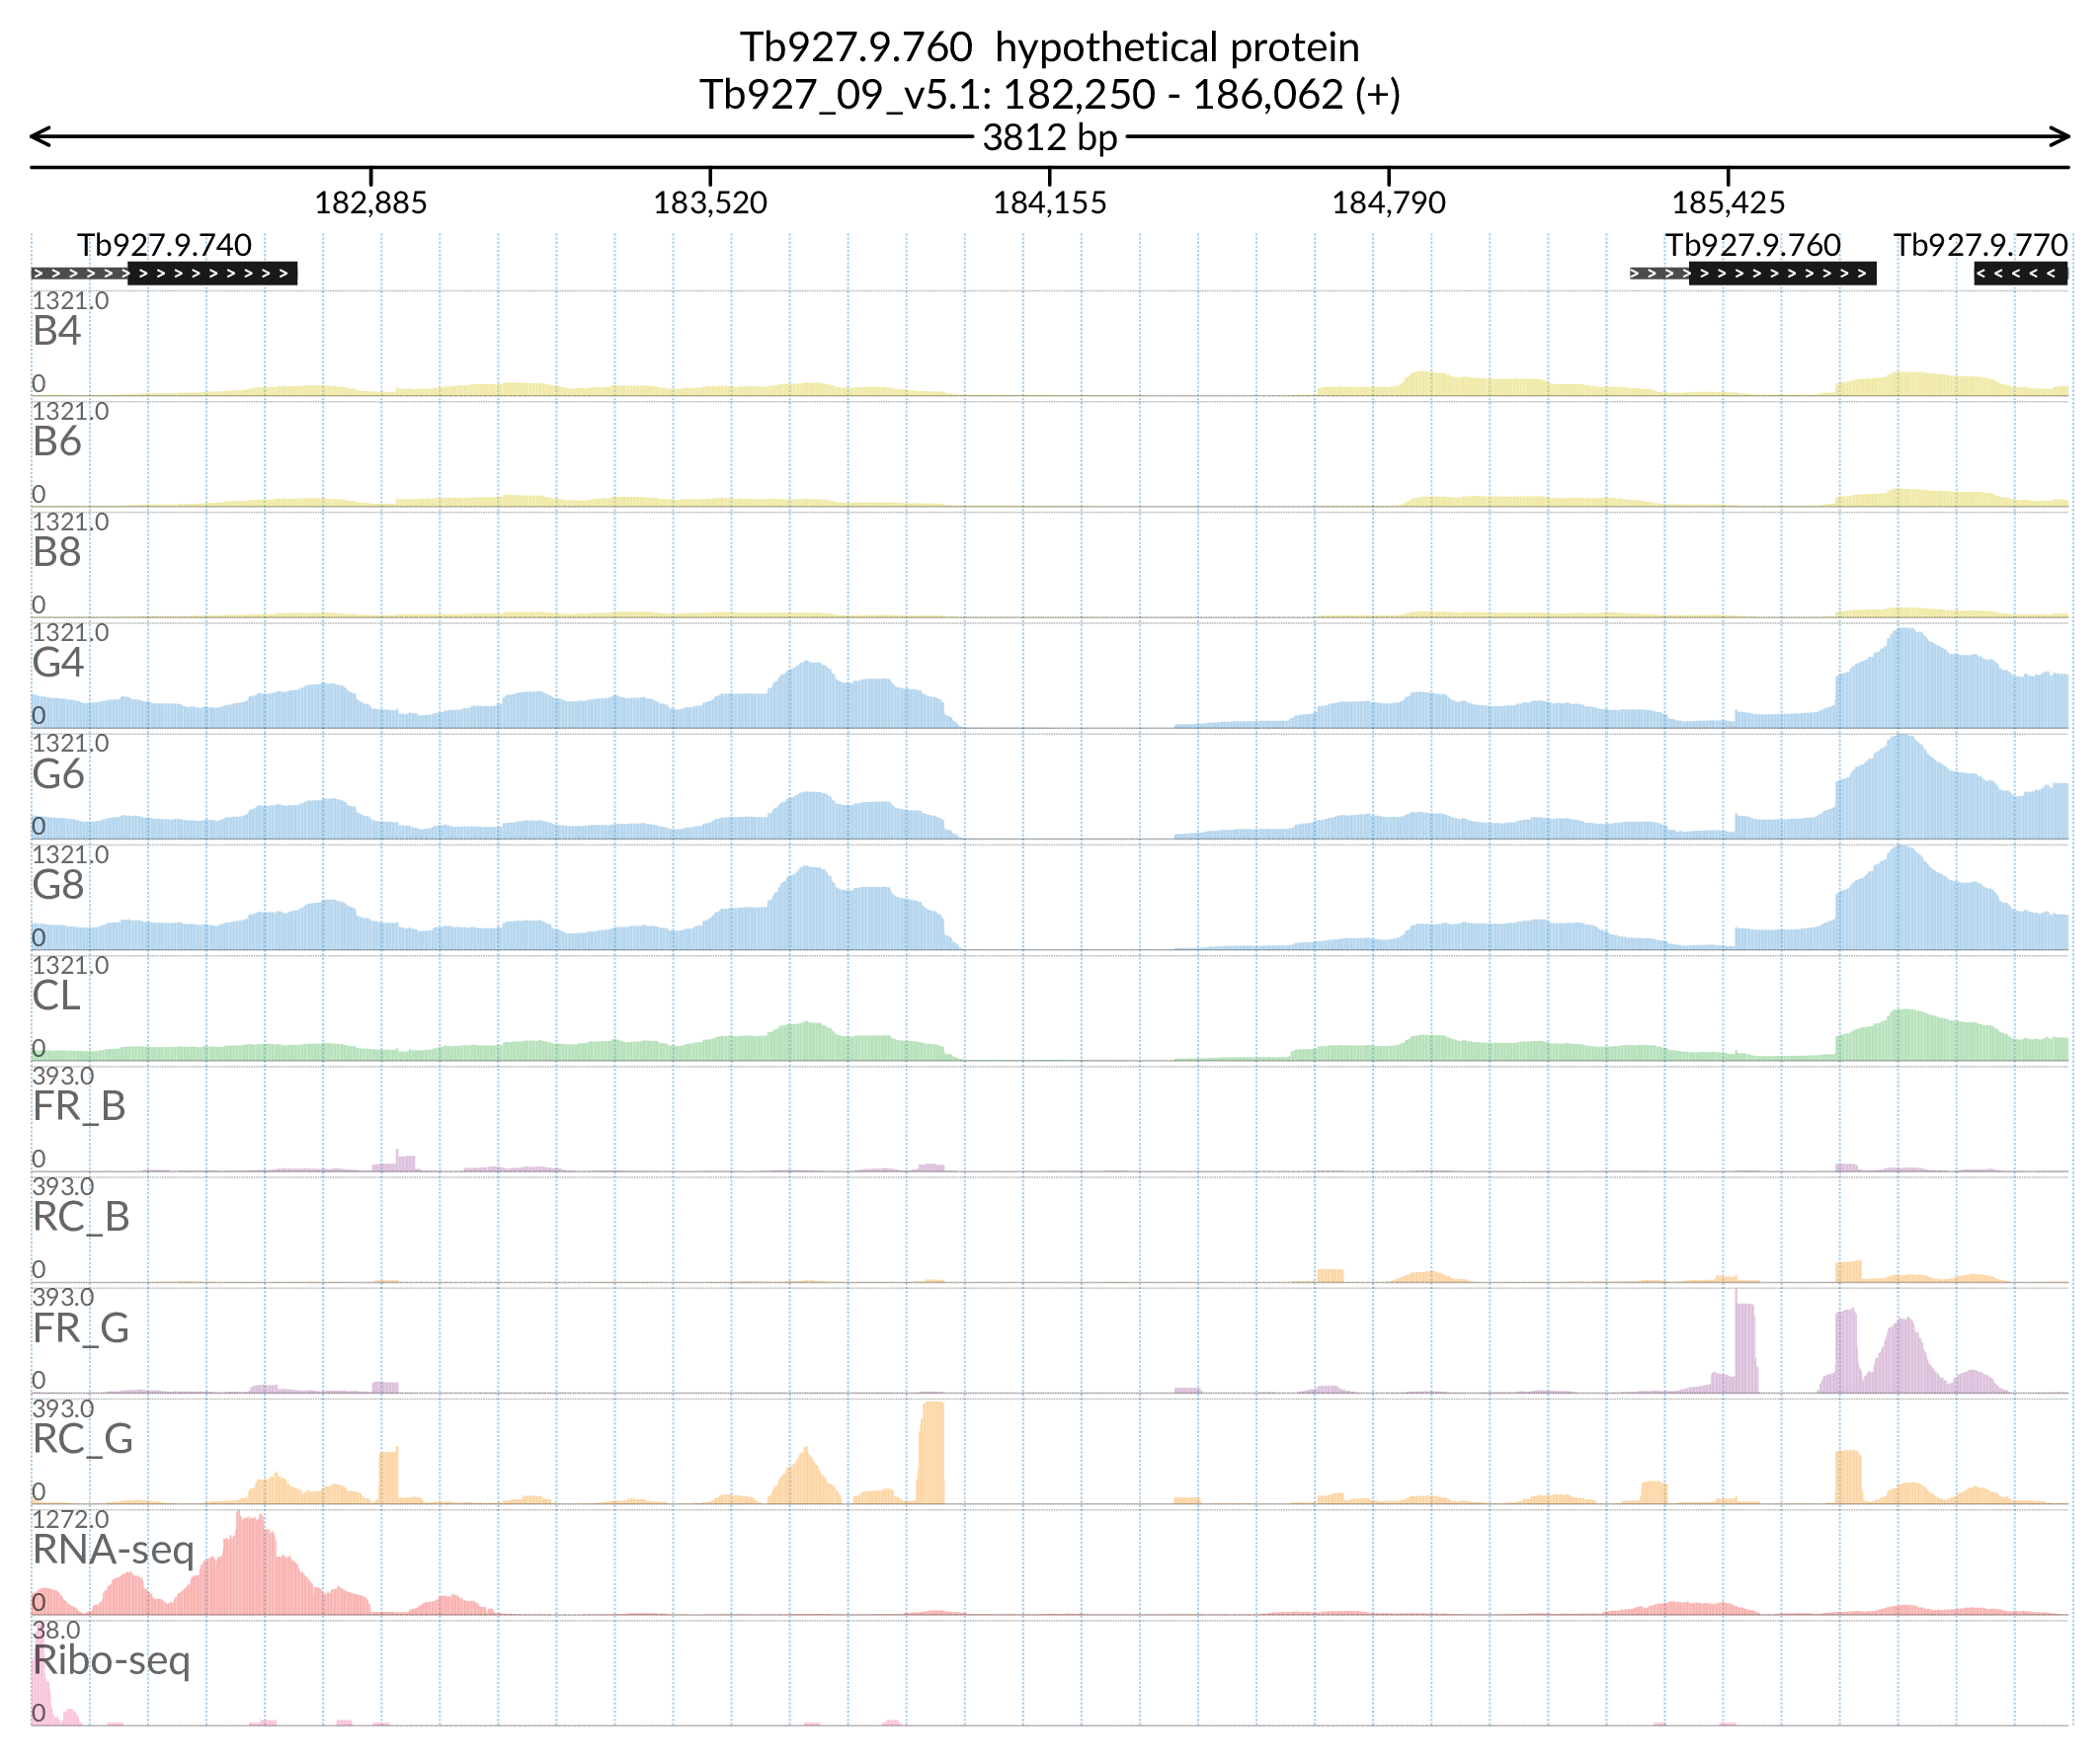 Tb927.9.760 hypothetical protein
Tb927_09_v5.1: 182,250 - 186,062 (+)
3812 bp
182,885 183,520 184,155 184,790 185,425
Tb927.9.740 Tb927.9.760 Tb927.9.770
1321.0
B4
0
1321.0
B6
0
1321.0
B8
0
1321.0
G4
0
1321.0
G6
0
1321.0
G8
0
1321.0
CL
0
393.0
FR_B
0
393.0
RC_B
0
393.0
FR_G
0
393.0
RC_G
0
1272.0
RNA-seq
0
38.0
Ribo-seq
0